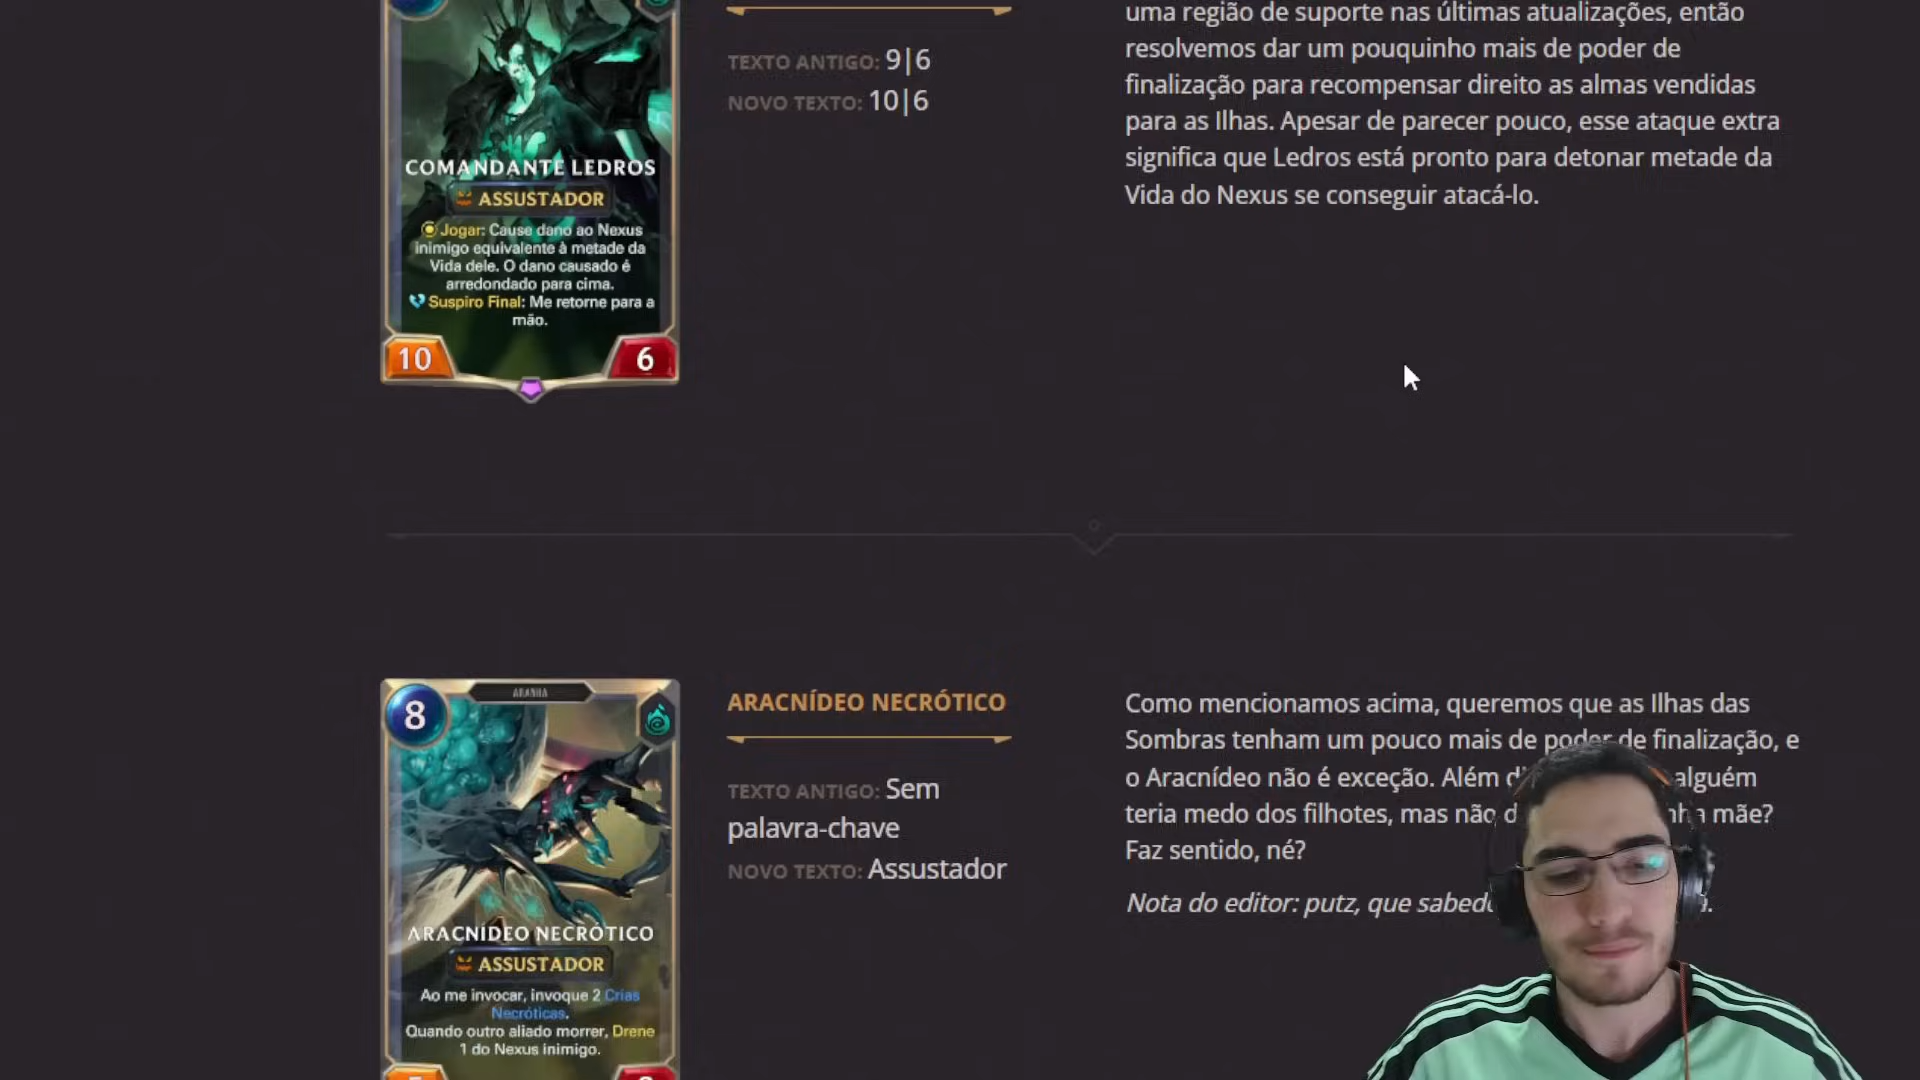 uma região de suporte nas últimas atualizações, então
resolvemos dar um pouquinho mais de poder de
finalização para recompensar direito as almas vendidas
para as Ilhas. Apesar de parecer pouco, esse ataque extra
significa que Ledros está pronto para detonar metade da
Vida do Nexus se conseguir atacá-lo.
TEXTO ANTIGO: 9|6
NOVO TEXTO: 10|6
COMANDANTE LEDROS
ASSUSTADOR
Jogar: Cause dano ao Nexus
inimigo equivalente à metade da
Vida dele. O dano causado é
arredondado para cima.
Suspiro Final: Me retorne para a
mão.
10
6
8
ARANHA
ARACNÍDEO NECRÓTICO
ASSUSTADOR
Ao me invocar, invoque 2 Crias
Necróticas.
Quando outro aliado morrer, Drene
1 do Nexus inimigo.
ARACNÍDEO NECRÓTICO
TEXTO ANTIGO: Sem
palavra-chave
NOVO TEXTO: Assustador
Como mencionamos acima, queremos que as Ilhas das
Sombras tenham um pouco mais de poder de finalização, e
o Aracnídeo não é exceção. Além alguém
teria medo dos filhotes, mas não mãe?
Faz sentido, né?
Nota do editor: putz, que